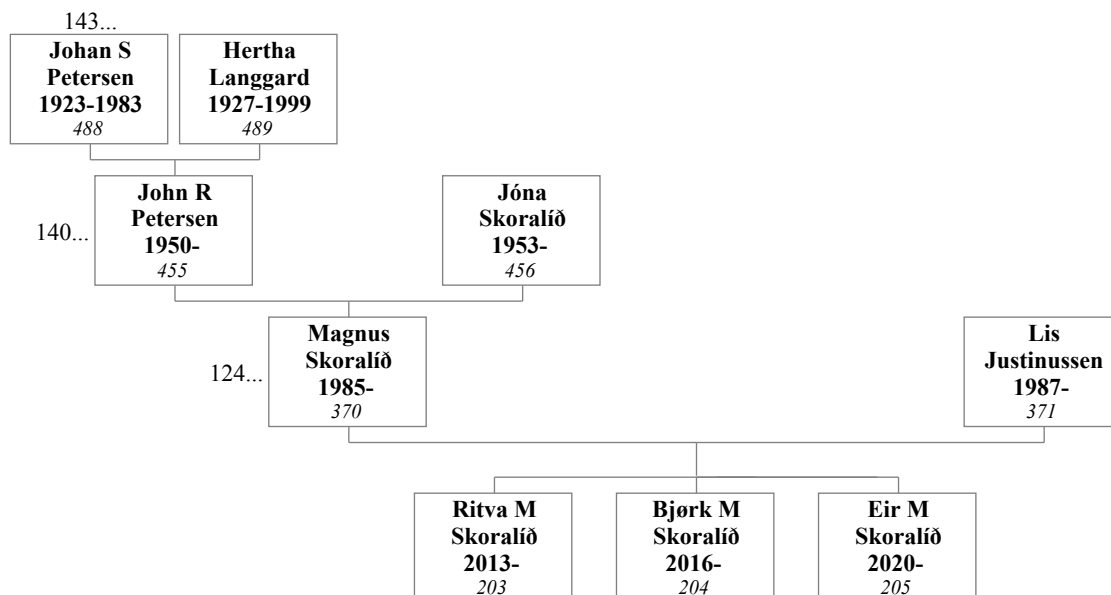 143...
Johan S
Petersen
1923-1983
488
Hertha
Langgard
1927-1999
489
140...
John R
Petersen
1950-
455
Jóna
Skoralíð
1953-
456
124...
Magnus
Skoralíð
1985-
370
Lis
Justinussen
1987-
371
Ritva M
Skoralíð
2013-
203
Bjørk M
Skoralíð
2016-
204
Eir M
Skoralíð
2020-
205